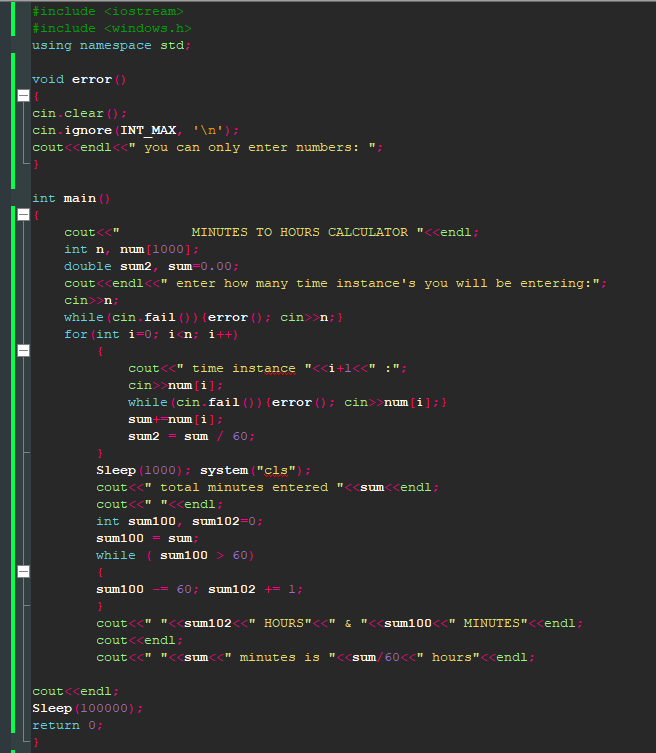 #include <iostream>
#include <windows.h>
using namespace std;
void error()
{
cin.clear();
cin.ignore(INT_MAX, '\n');
cout<<endl<<" you can only enter numbers: ";
}
int main()
{
cout<<"         MINUTES TO HOURS CALCULATOR "<<endl;
int n, num[1000];
double sum2, sum=0.00;
cout<<endl<<" enter how many time instance's you will be entering:";
cin>>n;
while(cin.fail()){error(); cin>>n;}
for(int i=0; i<n; i++)
{
cout<<" time instance "<<i+1<<" :";
cin>>num[i];
while(cin.fail()){error(); cin>>num[i];}
sum+=num[i];
sum2 = sum / 60;
}
Sleep(1000); system("cls");
cout<<" total minutes entered "<<sum<<endl;
cout<<" "<<endl;
int sum100, sum102=0;
sum100 = sum;
while ( sum100 > 60)
{
sum100 -= 60; sum102 += 1;
}
cout<<" "<<sum102<<" HOURS"<<" & "<<sum100<<" MINUTES"<<endl;
cout<<endl;
cout<<" "<<sum<<" minutes is "<<sum/60<<" hours"<<endl;
cout<<endl;
Sleep(100000);
return 0;
}